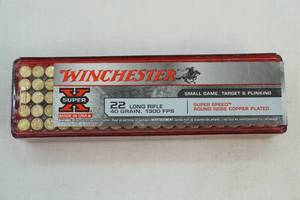 WINCHESTER
SUPER
X
MADE IN U.S.A.
22 LONG RIFLE
40 GRAIN, 1300 FPS
SMALL GAME, TARGET & PLINKING
SUPER SPEED
ROUND NOSE COPPER PLATED